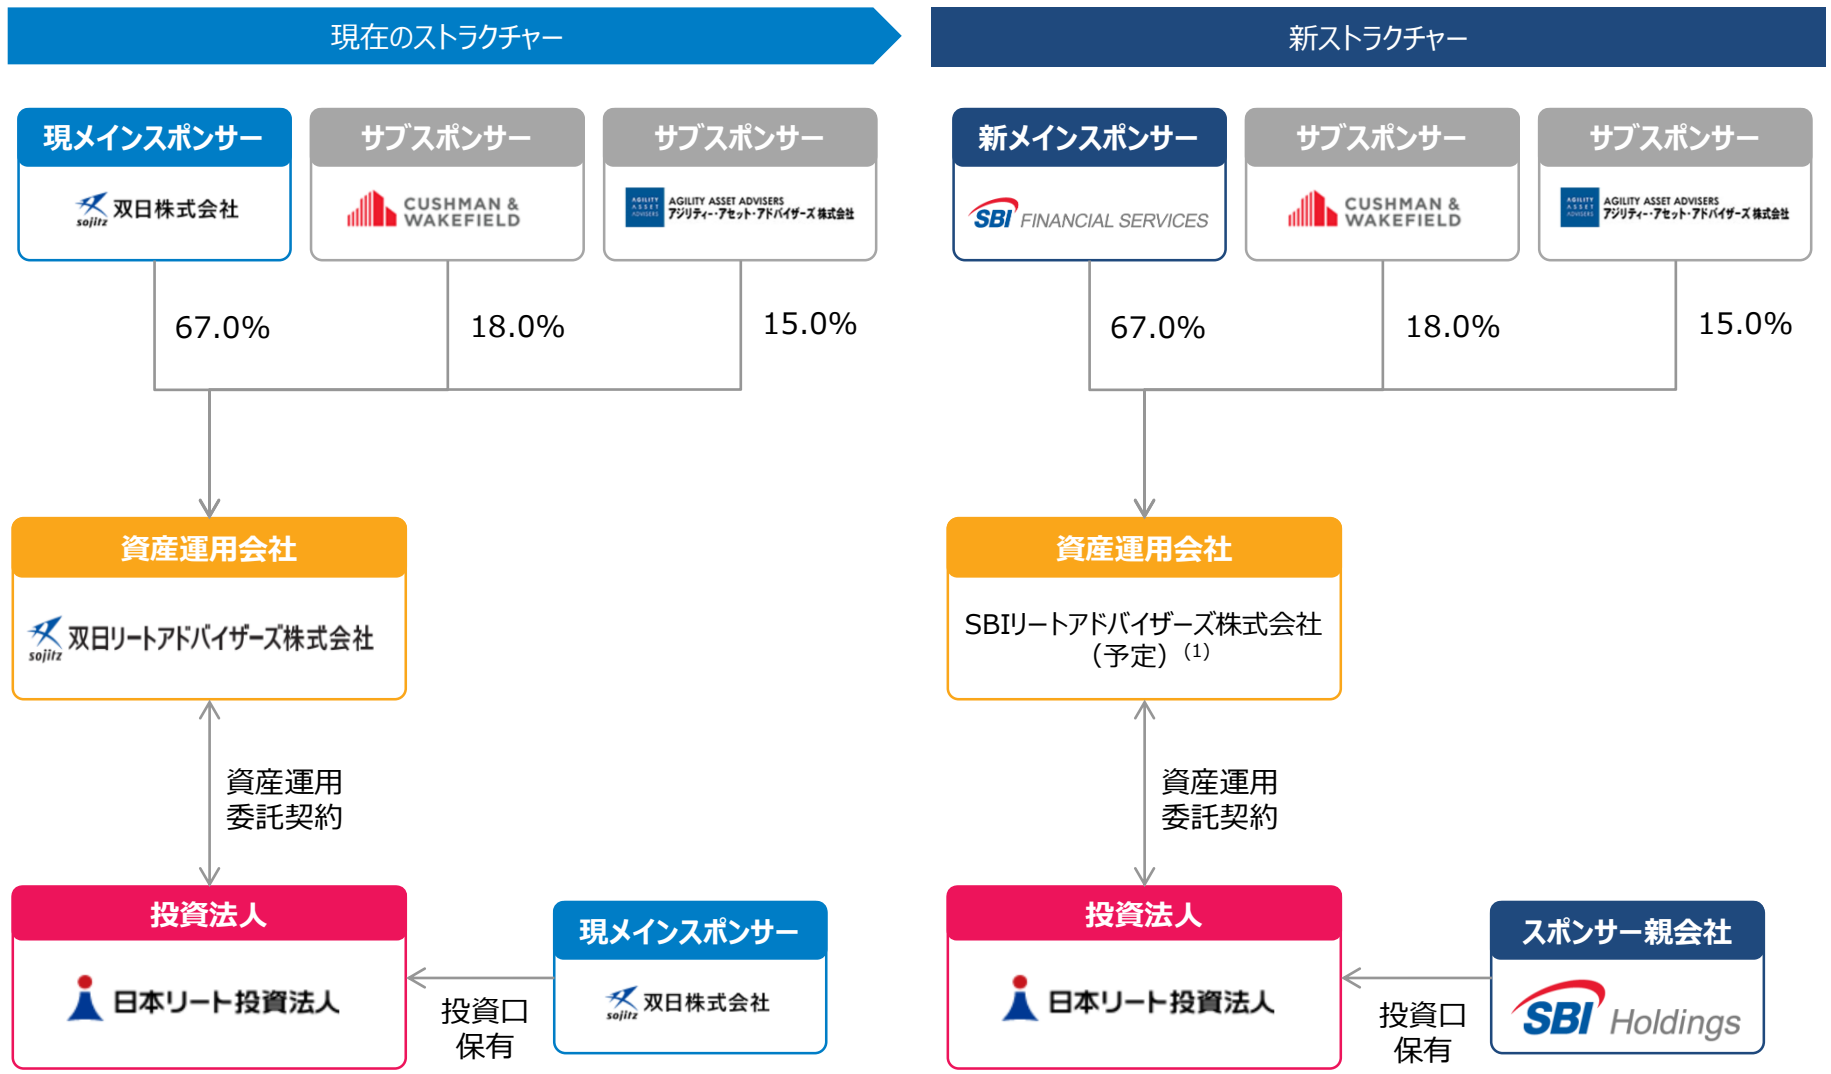 現在のストラクチャー
現メインスポンサー
サブスポンサー
サブスポンサー
sojitz
双日株式会社
CUSHMAN &
WAKEFIELD
AGILITY
ASSET
ADVISERS
AGILITY ASSET ADVISERS
アジリティー・アセット・アドバイザーズ 株式会社
67.0%
18.0%
15.0%
資産運用会社
sojitz
双日リートアドバイザーズ株式会社
資産運用
委託契約
投資法人
日本リート投資法人
投資口
保有
現メインスポンサー
sojitz
双日株式会社
新ストラクチャー
新メインスポンサー
サブスポンサー
サブスポンサー
SBI FINANCIAL SERVICES
CUSHMAN &
WAKEFIELD
AGILITY
ASSET
ADVISERS
AGILITY ASSET ADVISERS
アジリティー・アセット・アドバイザーズ 株式会社
67.0%
18.0%
15.0%
資産運用会社
SBIリートアドバイザーズ株式会社
（予定）(1)
資産運用
委託契約
投資法人
日本リート投資法人
投資口
保有
スポンサー親会社
SBI Holdings